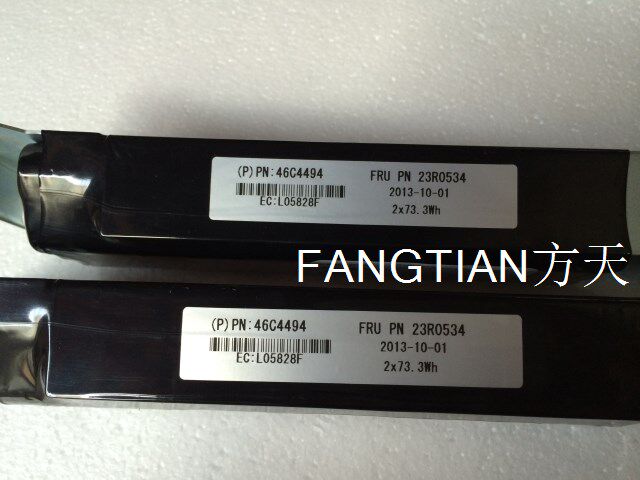 (P)PN:46C4494
FRU PN 23R0534
2013-10-01
EC:L05828F
2x73.3Wh
FANGTIAN方天
(P)PN:46C4494
FRU PN 23R0534
2013-10-01
EC:L05828F
2x73.3Wh